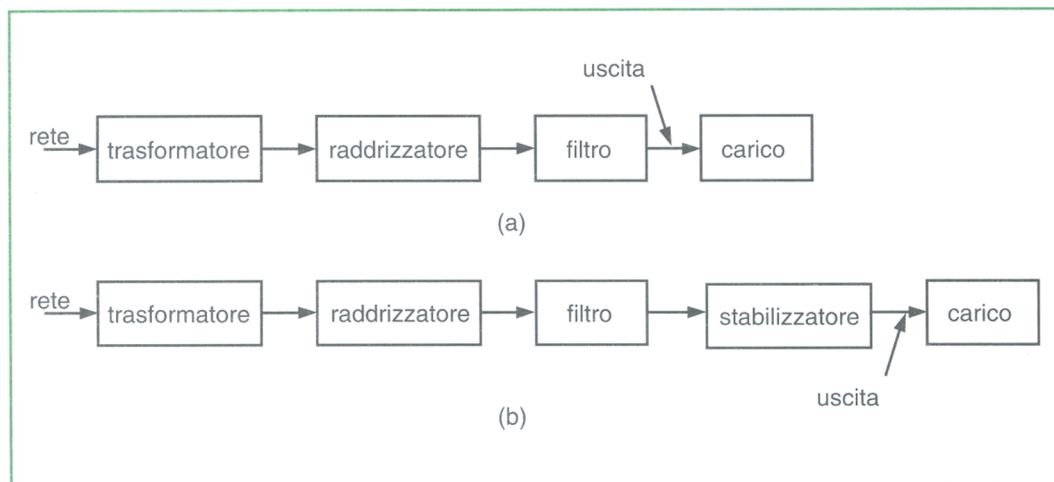 uscita
rete
trasformatore
raddrizzatore
filtro
carico
(a)
rete
trasformatore
raddrizzatore
filtro
stabilizzatore
carico
uscita
(b)